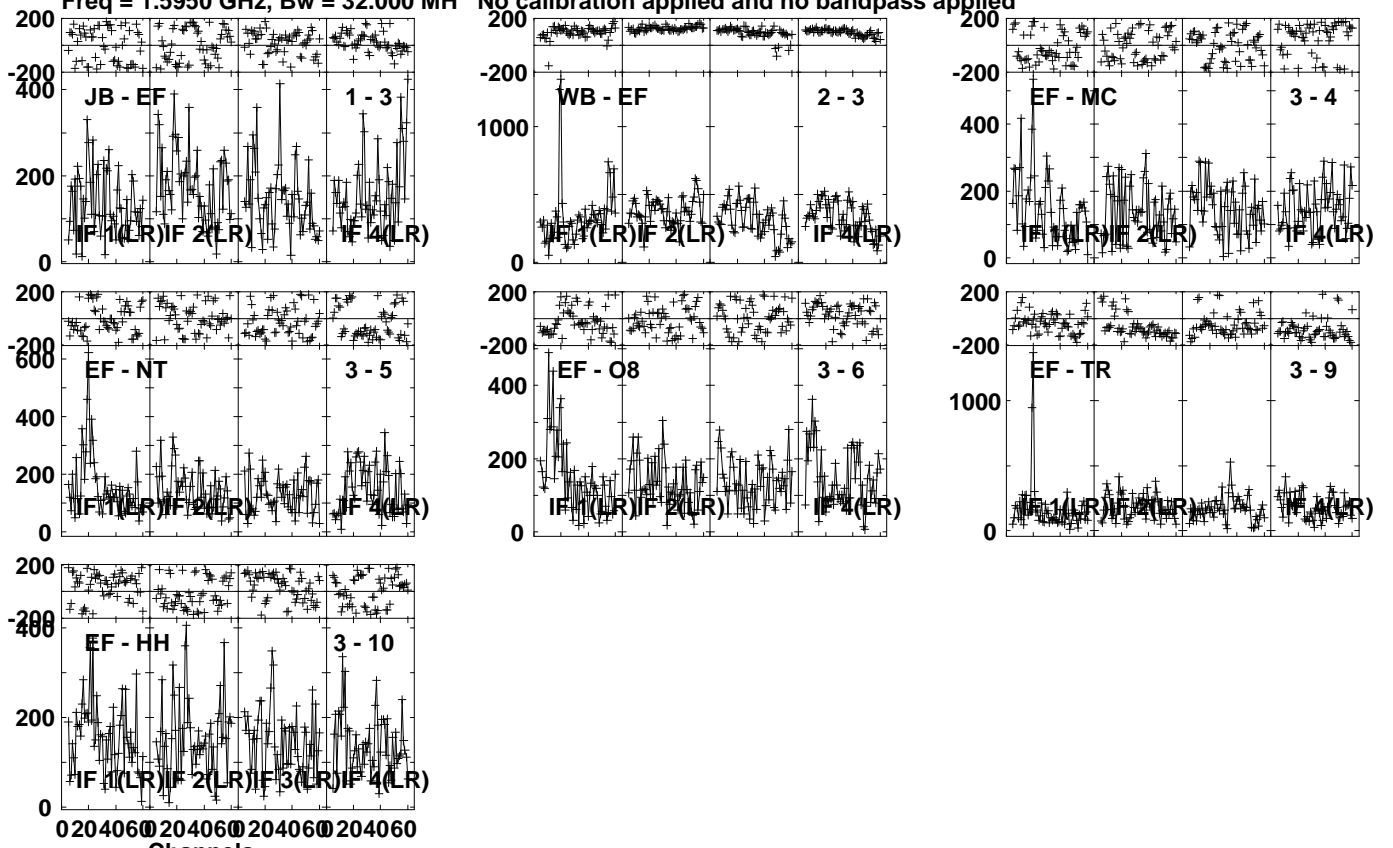 Freq = 1.5950 GHz, Bw = 32.000 MH No calibration applied and no bandpass applied
200 200 200
-200 -200 -200
400 JB - EF 1 - 3 WB - EF 2 - 3 EF - MC 3 - 4
1000 400
200 200
IF 1(LR) IF 2(LR) IF 4(LR) IF 1(LR) IF 2(LR) IF 4(LR) IF 1(LR) IF 2(LR) IF 4(LR)
0 0 0
200 200 200
-200 -200 -200
600 EF - NT 3 - 5 EF - O8 3 - 6 EF - TR 3 - 9
400 400 1000
200 200
IF 1(LR) IF 2(LR) IF 4(LR) IF 1(LR) IF 2(LR) IF 4(LR) IF 1(LR) IF 2(LR) IF 4(LR)
0 0 0
200
-200
400 EF - HH 3 - 10
200
IF 1(LR) IF 2(LR) IF 3(LR) IF 4(LR)
0
0 20 40 60 0 20 40 60 0 20 40 60 0 20 40 60
Channels